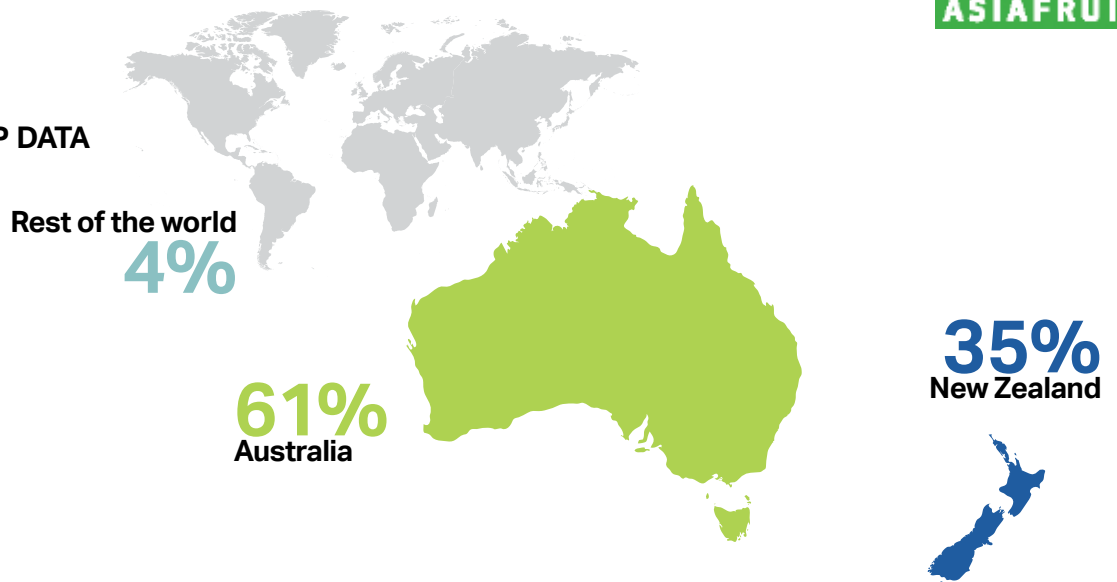 ASIAFRUI
P DATA
Rest of the world
4%
35%
New Zealand
61%
Australia